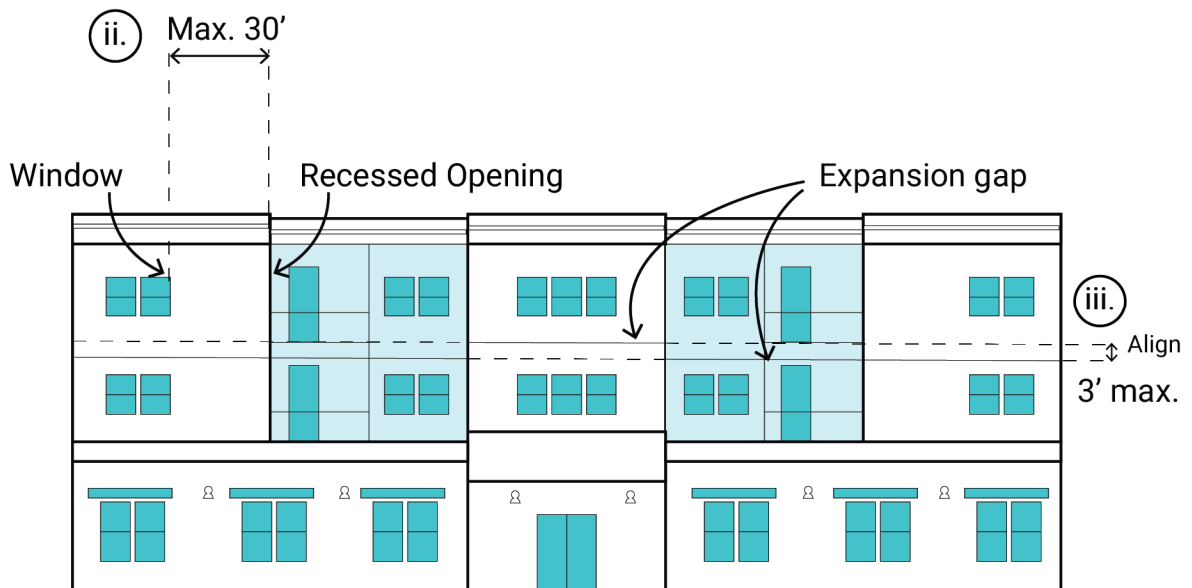 ii.
Max. 30’
Window
Recessed Opening
Expansion gap
iii.
Align
3’ max.